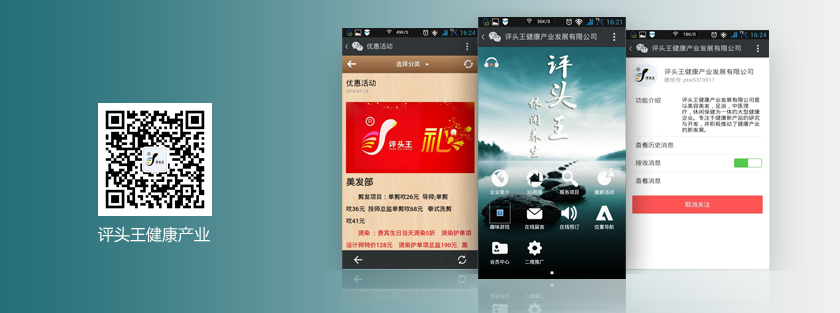 评头王健康产业
49K/S
16:24
优惠活动
选择分类
优惠活动
2014-01-14
评头王
礼
美发部
剪发项目：单剪吹26元 导师;单剪
吹36元 技师总监单剪吹68元 泰式洗剪
吹41元
烫染：贵宾生日当天烫染5折 烫染护单项
设计师特价128元 烫染护单项总监190元 黑
36K/S
16:21
评头王健康产业发展有限公司
评头王
休闲养生
企业简介
服务项目
最新活动
趣味游戏
在线留言
在线预订
位置导航
会员中心
二维推广
18K/S
16:24
评头王健康产业发展有限公司
评头王健康产业发展有限公司
微信号: ptw5319911
功能介绍
评头王健康产业发展有限公司是
以美容美发，足浴，中医理
疗，休闲保健为一体的大型健康
企业。专注于健康新产品的研究
与开发，并积极推动了健康产业
的新发展。
查看历史消息
接收消息
查看消息
取消关注